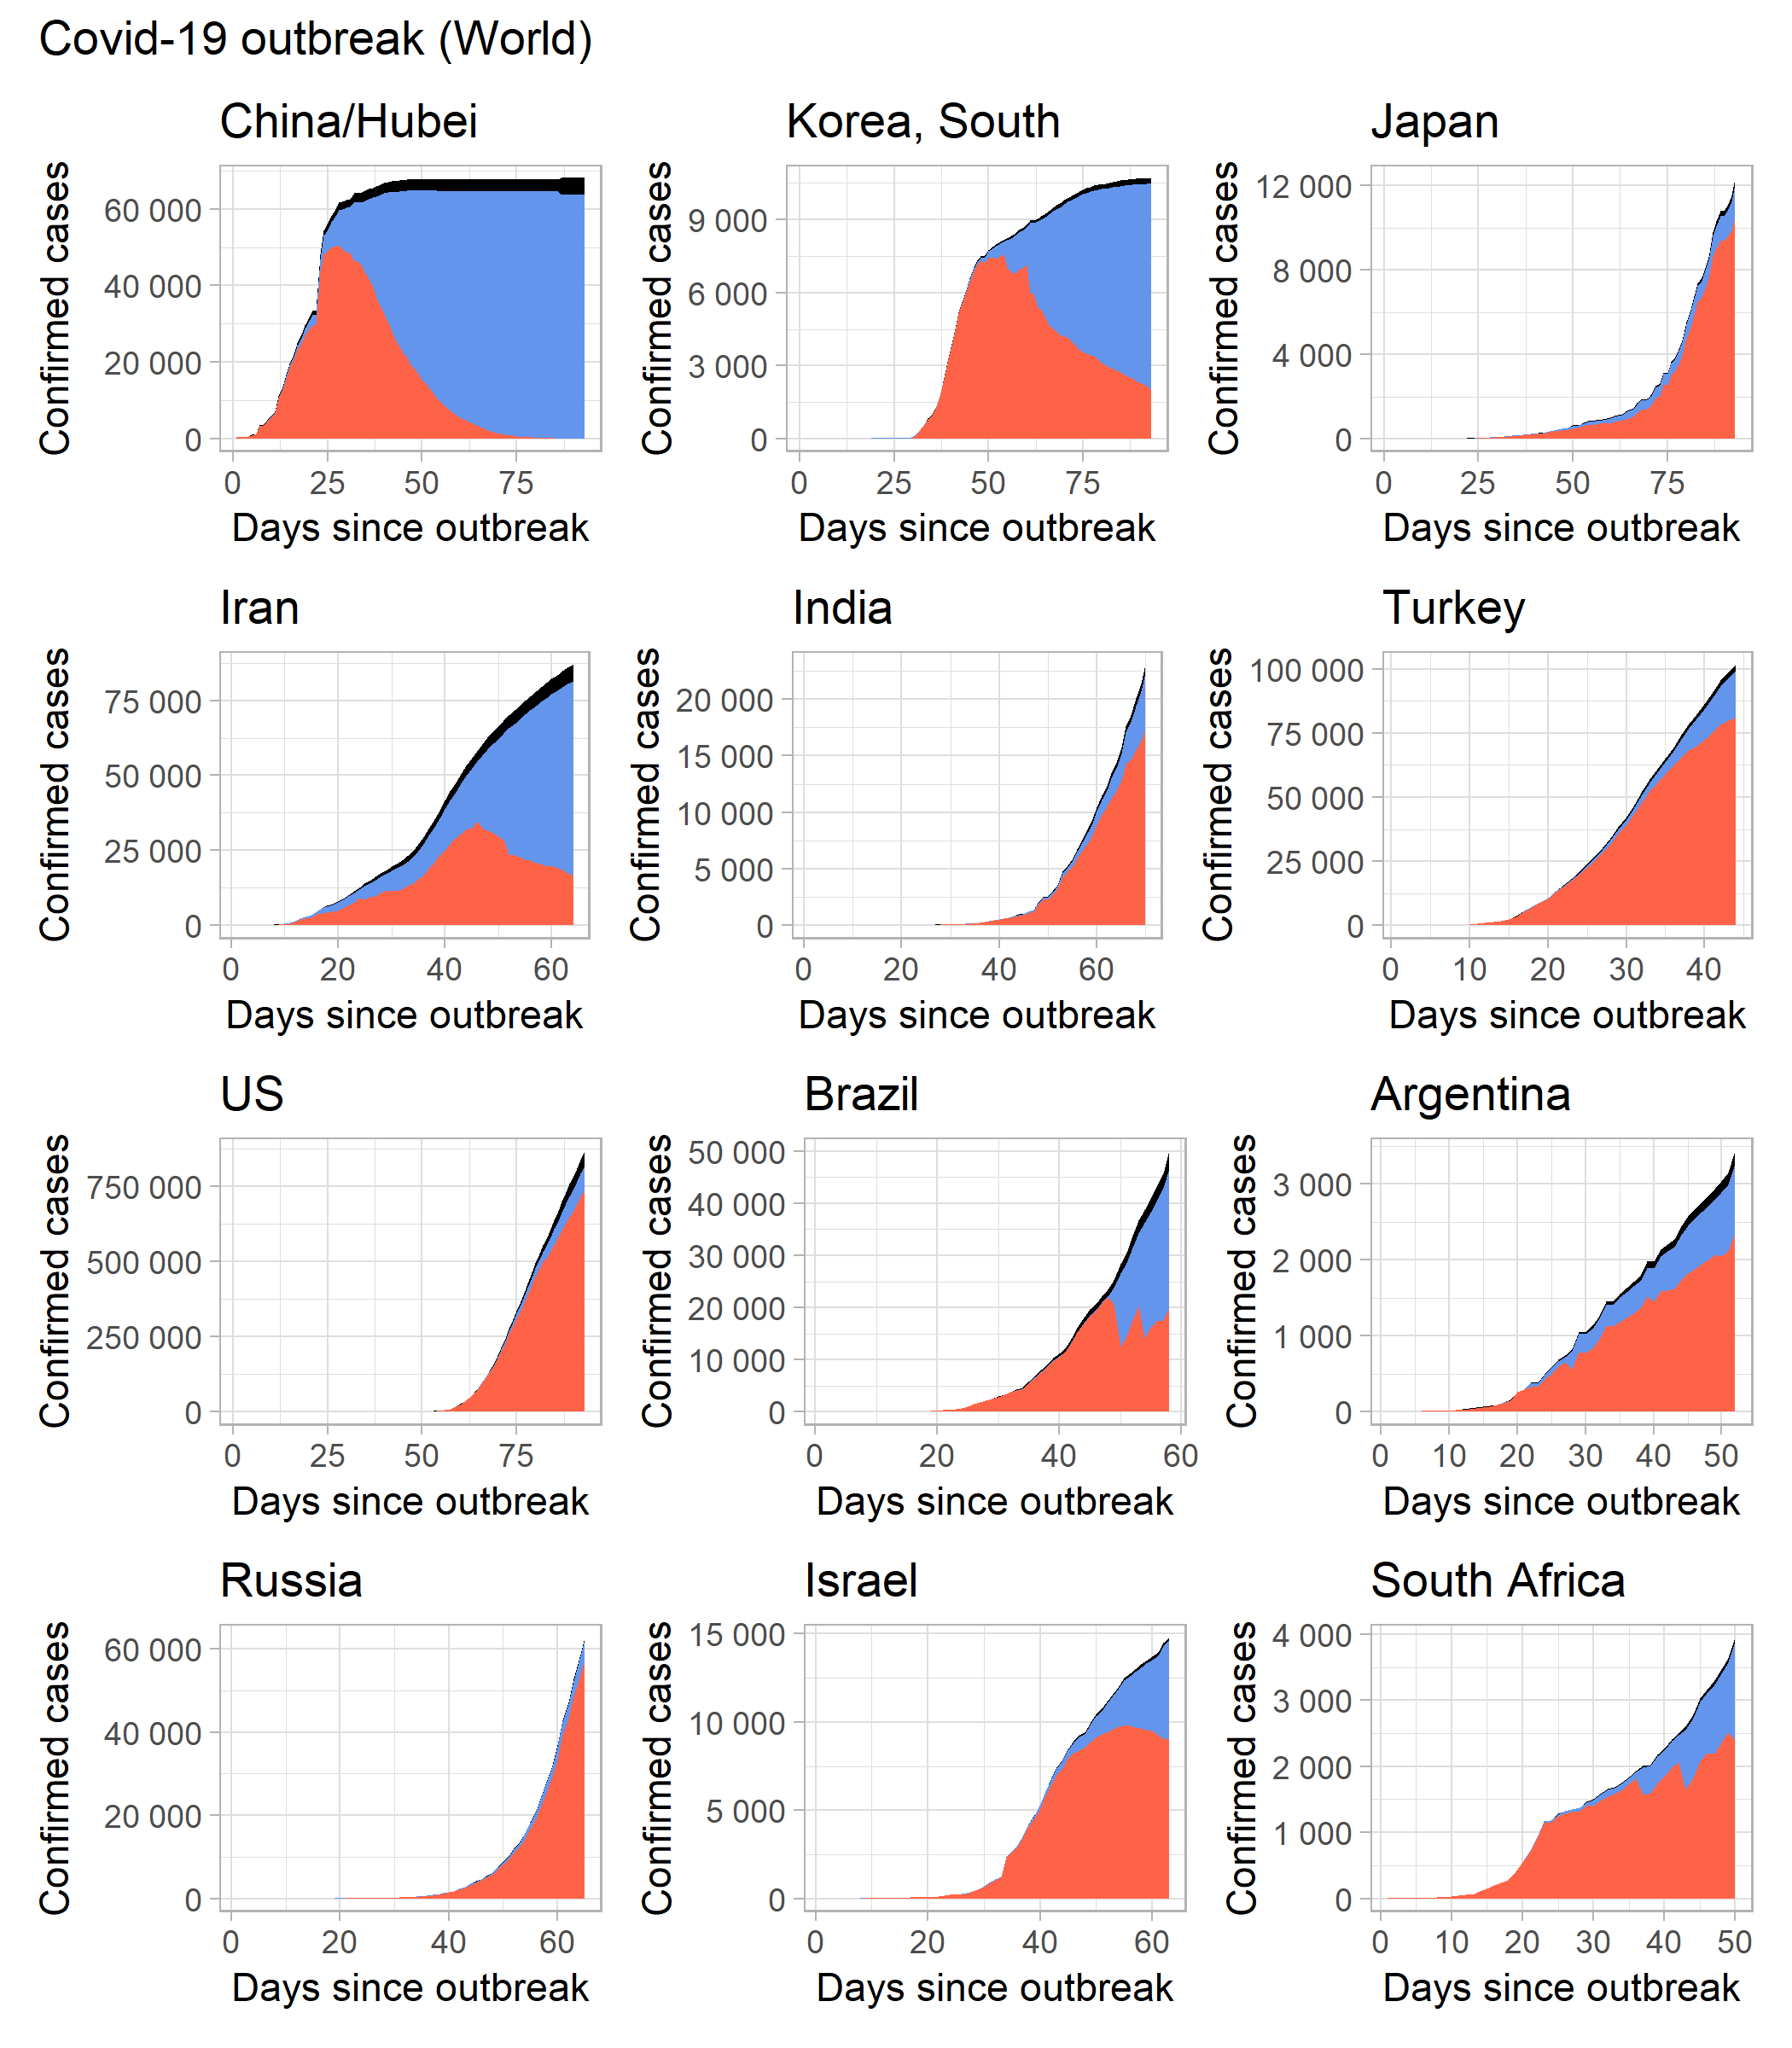 Covid-19 outbreak (World)
China/Hubei
Confirmed cases
60 000
40 000
20 000
0
0 25 50 75
Days since outbreak
Korea, South
Confirmed cases
9 000
6 000
3 000
0
0 25 50 75
Days since outbreak
Japan
Confirmed cases
12 000
8 000
4 000
0
0 25 50 75
Days since outbreak
Iran
Confirmed cases
75 000
50 000
25 000
0
0 20 40 60
Days since outbreak
India
Confirmed cases
20 000
15 000
10 000
5 000
0
0 20 40 60
Days since outbreak
Turkey
Confirmed cases
100 000
75 000
50 000
25 000
0
0 10 20 30 40
Days since outbreak
US
Confirmed cases
750 000
500 000
250 000
0
0 25 50 75
Days since outbreak
Brazil
Confirmed cases
50 000
40 000
30 000
20 000
10 000
0
0 20 40 60
Days since outbreak
Argentina
Confirmed cases
3 000
2 000
1 000
0
0 10 20 30 40 50
Days since outbreak
Russia
Confirmed cases
60 000
40 000
20 000
0
0 20 40 60
Days since outbreak
Israel
Confirmed cases
15 000
10 000
5 000
0
0 20 40 60
Days since outbreak
South Africa
Confirmed cases
4 000
3 000
2 000
1 000
0
0 10 20 30 40 50
Days since outbreak